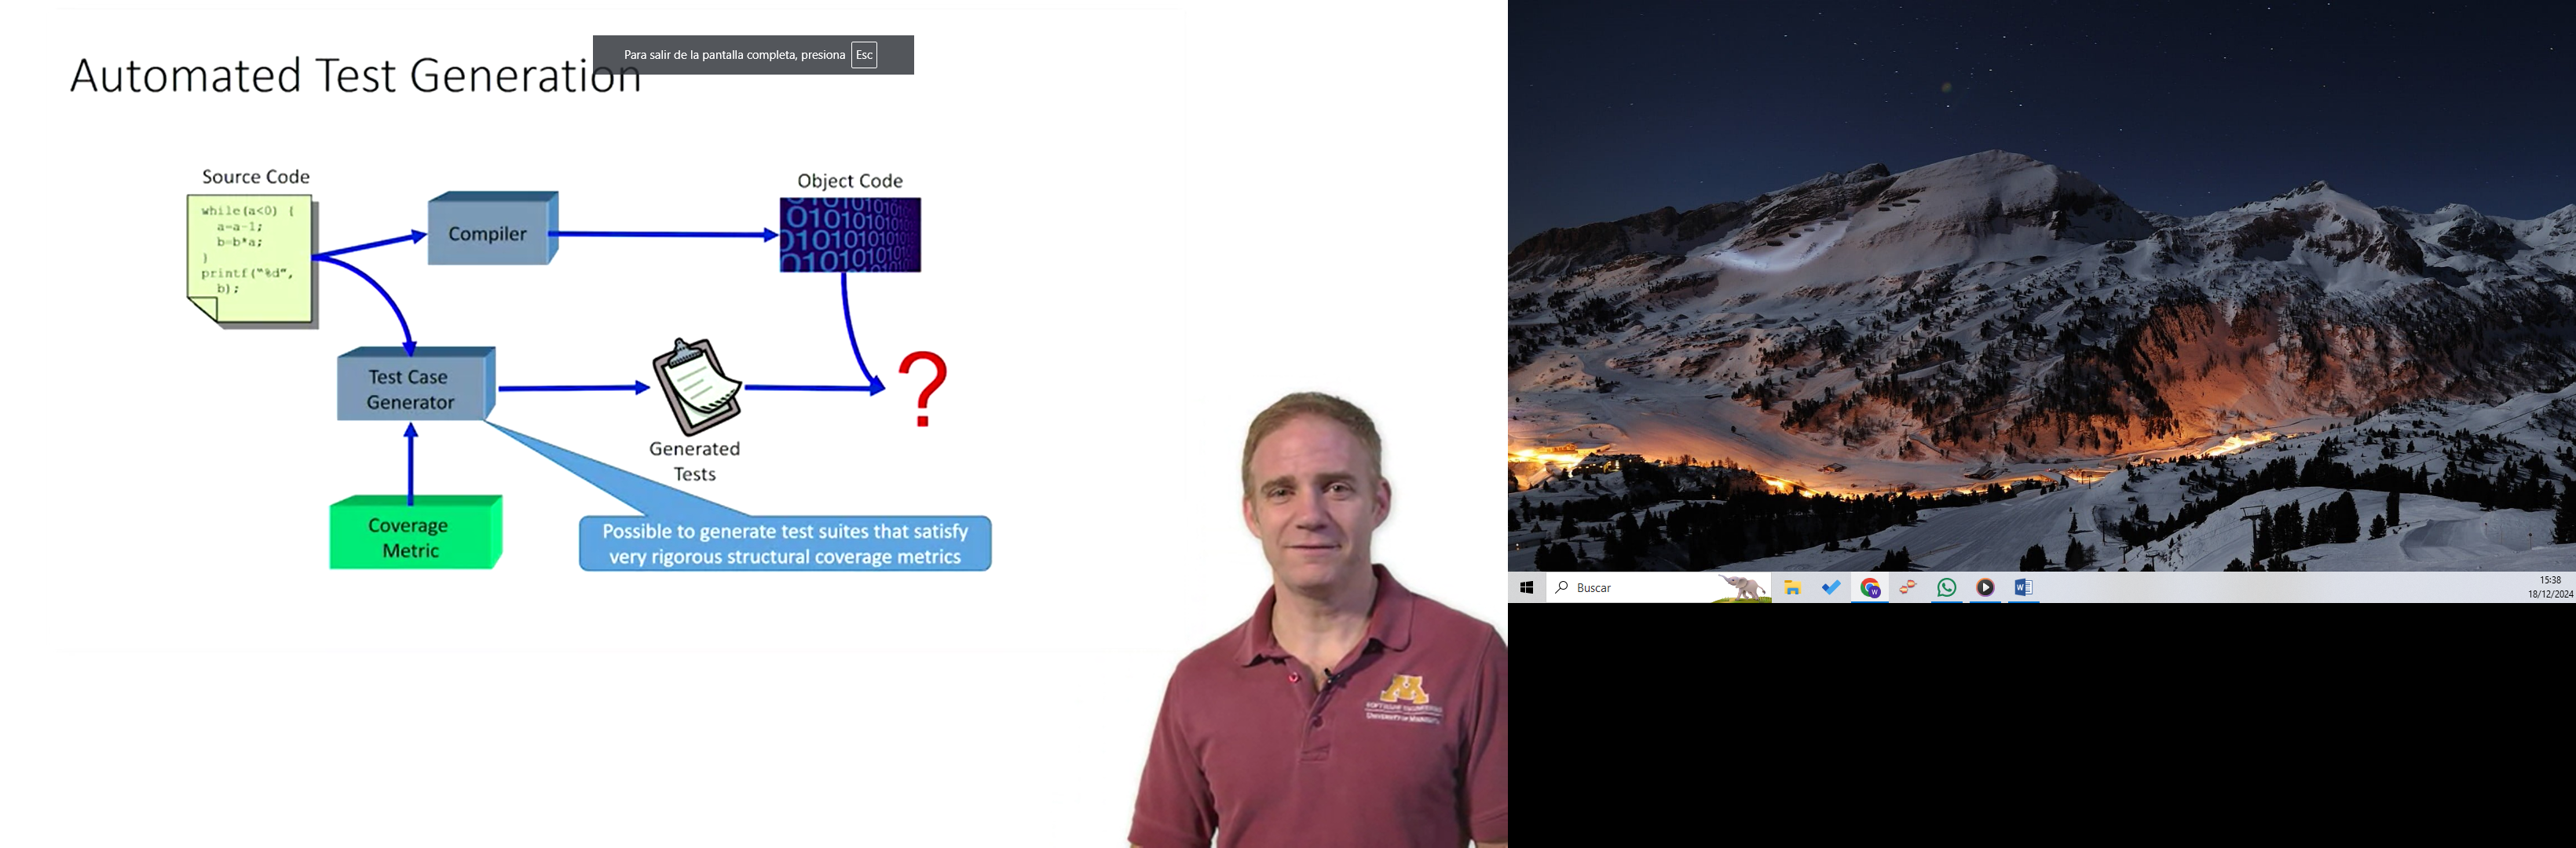 Para salir de la pantalla completa, presiona Esc
Automated Test Generation
Source Code
while(a<0) {
a=a-1;
b=b*a;
}
printf("%d",
b);
Compiler
Object Code
Test Case
Generator
Generated
Tests
?
Coverage
Metric
Possible to generate test suites that satisfy
very rigorous structural coverage metrics
M
SOFTWARE ENGINEERING
Buscar
15:38
18/12/2024